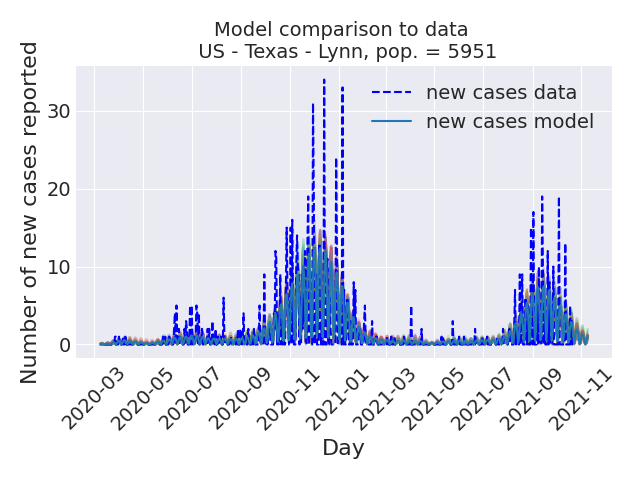 Model comparison to data
US - Texas - Lynn, pop. = 5951
Number of new cases reported
30
20
10
0
new cases data
new cases model
2020-03
2020-05
2020-07
2020-09
2020-11
2021-01
2021-03
2021-05
2021-07
2021-09
2021-11
Day